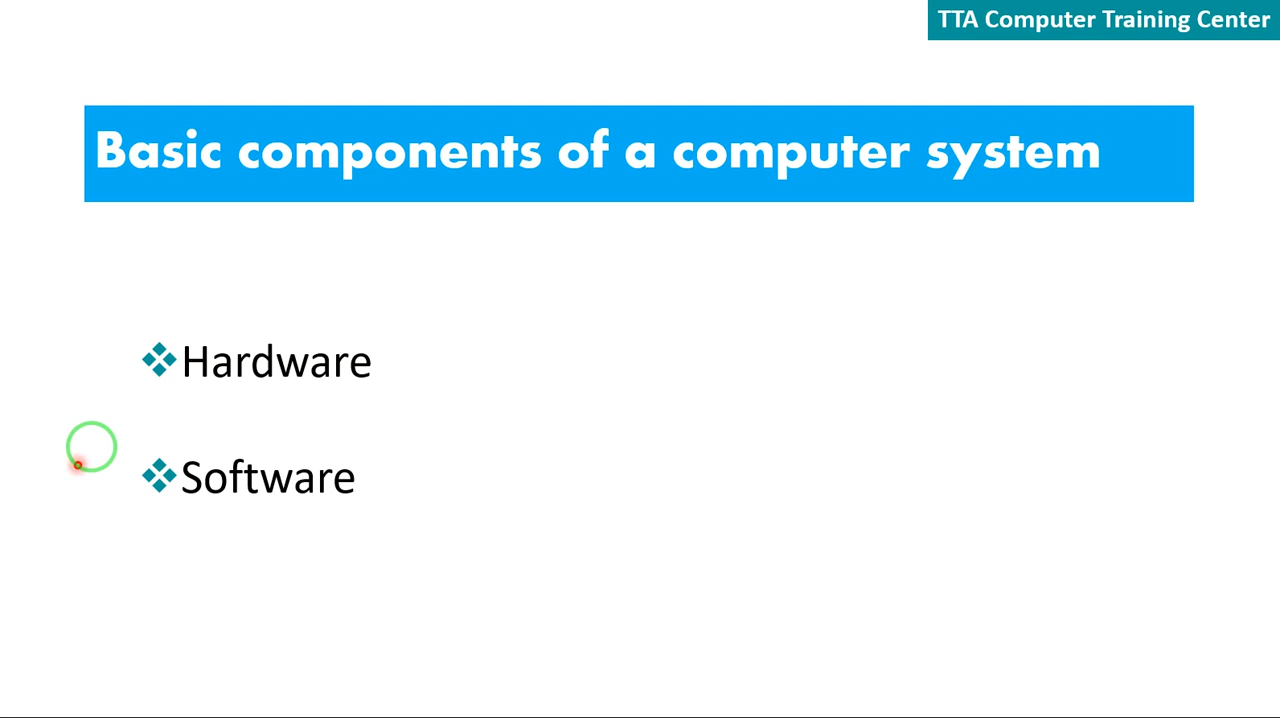 TTA Computer Training Center
Basic components of a computer system
Hardware
Software